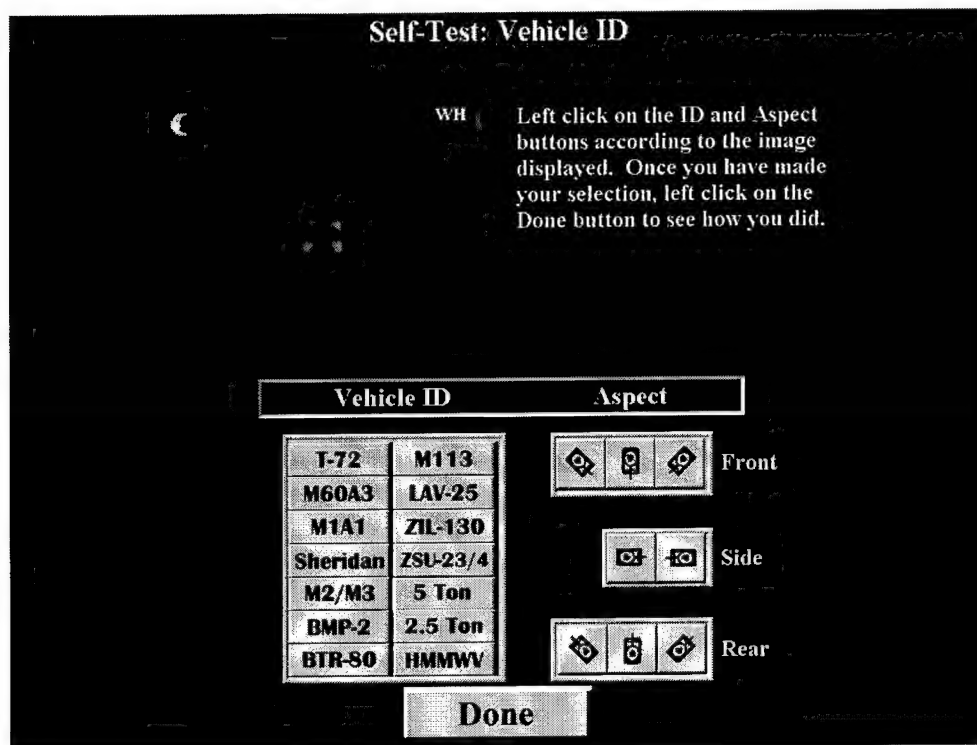 Self-Test: Vehicle ID
WH
Left click on the ID and Aspect
buttons according to the image
displayed. Once you have made
your selection, left click on the
Done button to see how you did.
Vehicle ID Aspect
T-72 M113
M60A3 LAV-25
M1A1 ZIL-130
Sheridan ZSU-23/4
M2/M3 5 Ton
BMP-2 2.5 Ton
BTR-80 HMMWV
Front
Side
Rear
Done